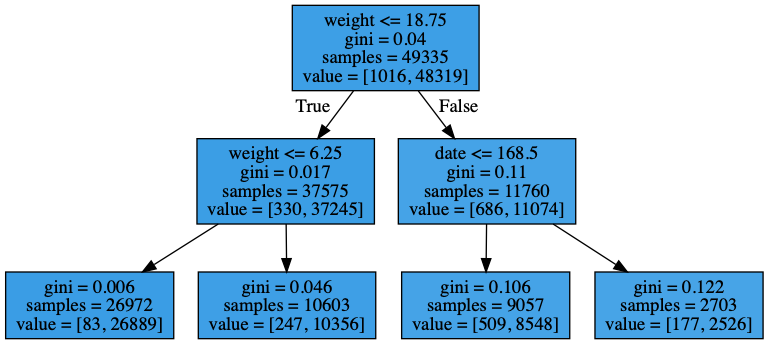 weight <= 18.75
gini = 0.04
samples = 49335
value = [1016, 48319]
True
False
weight <= 6.25
gini = 0.017
samples = 37575
value = [330, 37245]
date <= 168.5
gini = 0.11
samples = 11760
value = [686, 11074]
gini = 0.006
samples = 26972
value = [83, 26889]
gini = 0.046
samples = 10603
value = [247, 10356]
gini = 0.106
samples = 9057
value = [509, 8548]
gini = 0.122
samples = 2703
value = [177, 2526]